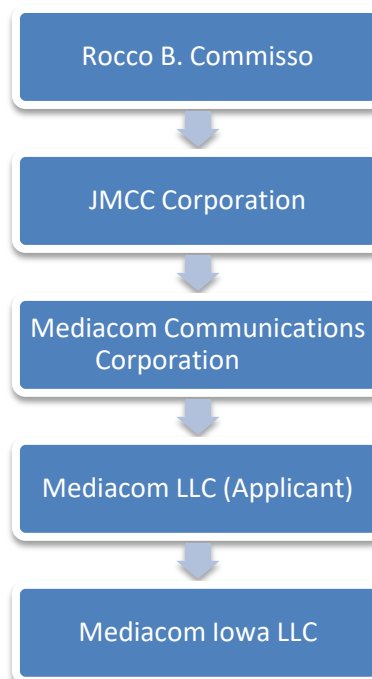 Rocco B. Commisso
JMCC Corporation
Mediacom Communications
Corporation
Mediacom LLC (Applicant)
Mediacom Iowa LLC